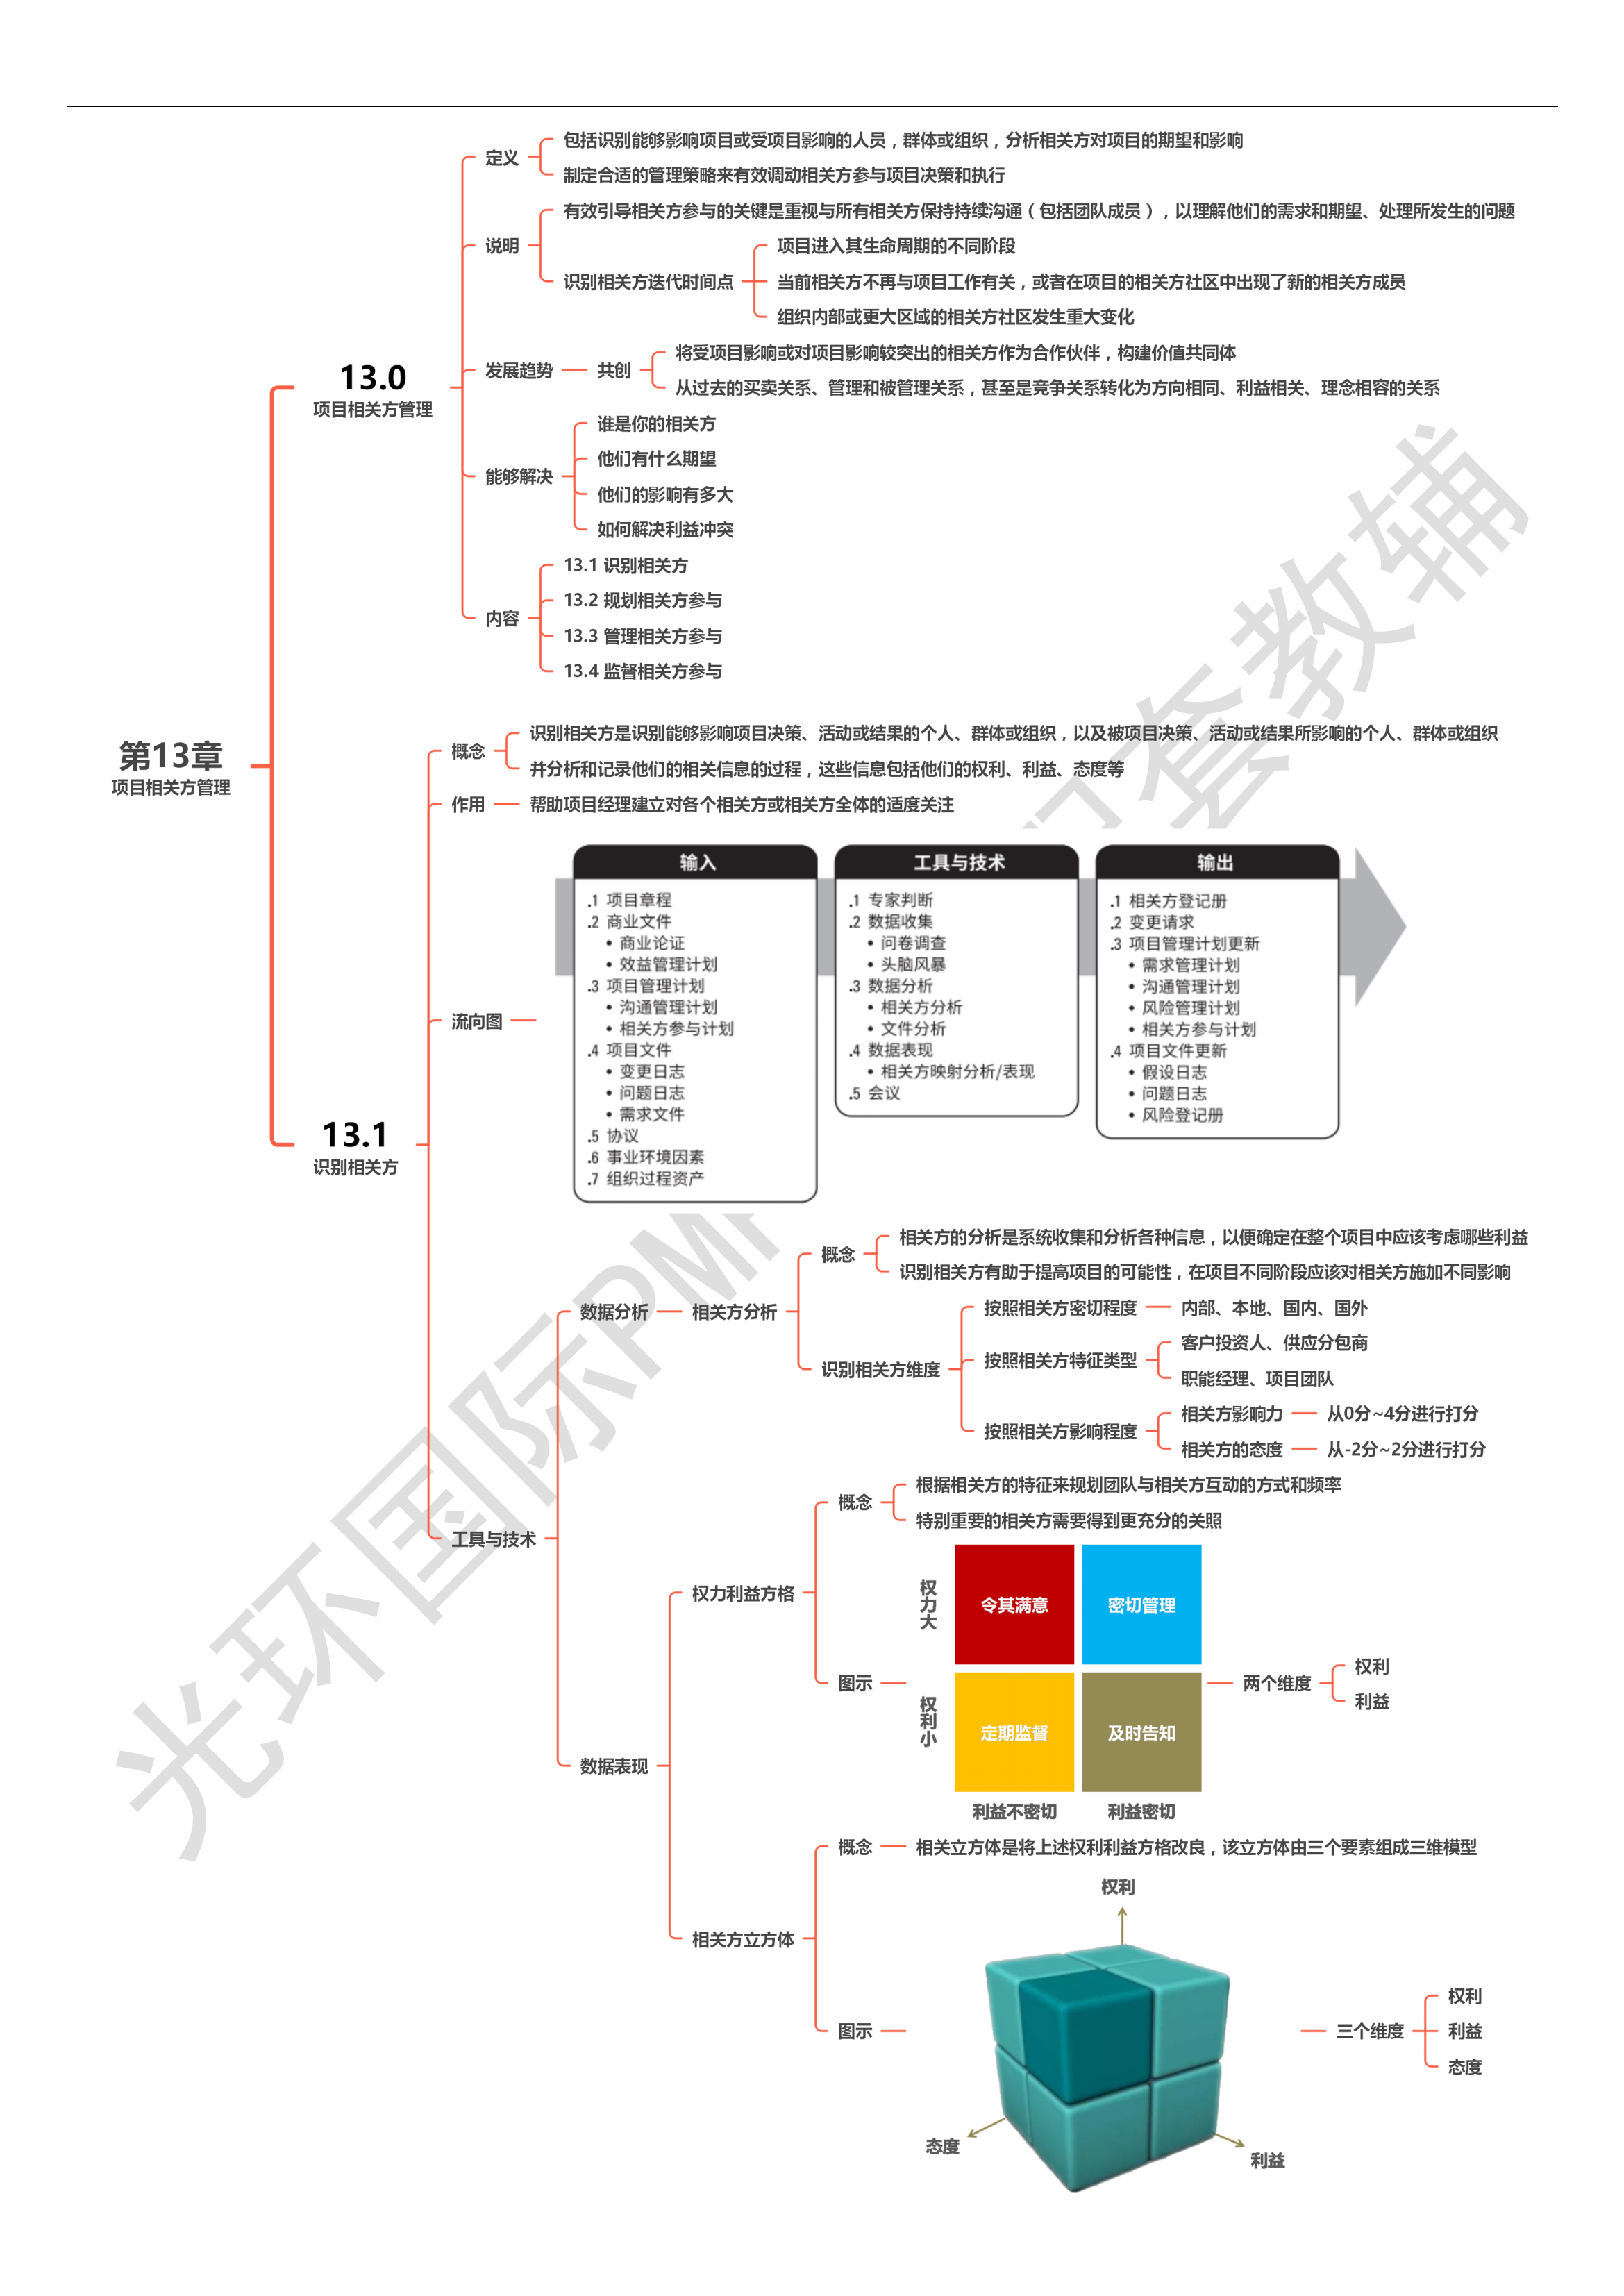 第13章
项目相关方管理
13.0
项目相关方管理
定义
包括识别能够影响项目或受项目影响的人员，群体或组织，分析相关方对项目的期望和影响
制定合适的管理策略来有效调动相关方参与项目决策和执行
说明
有效引导相关方参与的关键是重视与所有相关方保持持续沟通（包括团队成员），以理解他们的需求和期望、处理所发生的问题
识别相关方迭代时间点
项目进入其生命周期的不同阶段
当前相关方不再与项目工作有关，或者在项目的相关方社区中出现了新的相关方成员
组织内部或更大区域的相关方社区发生重大变化
发展趋势
共创
将受项目影响或对项目影响较突出的相关方作为合作伙伴，构建价值共同体
从过去的买卖关系、管理和被管理关系，甚至是竞争关系转化为方向相同、利益相关、理念相容的关系
能够解决
谁是你的相关方
他们有什么期望
他们的影响有多大
如何解决利益冲突
内容
13.1 识别相关方
13.2 规划相关方参与
13.3 管理相关方参与
13.4 监督相关方参与
13.1
识别相关方
概念
识别相关方是识别能够影响项目决策、活动或结果的个人、群体或组织，以及被项目决策、活动或结果所影响的个人、群体或组织
并分析和记录他们的相关信息的过程，这些信息包括他们的权利、利益、态度等
作用
帮助项目经理建立对各个相关方或相关方全体的适度关注
流向图
输入
.1 项目章程
.2 商业文件
• 商业论证
• 效益管理计划
.3 项目管理计划
• 沟通管理计划
• 相关方参与计划
.4 项目文件
• 变更日志
• 问题日志
• 需求文件
.5 协议
.6 事业环境因素
.7 组织过程资产
工具与技术
.1 专家判断
.2 数据收集
• 问卷调查
• 头脑风暴
.3 数据分析
• 相关方分析
• 文件分析
.4 数据表现
• 相关方映射分析/表现
.5 会议
输出
.1 相关方登记册
.2 变更请求
.3 项目管理计划更新
• 需求管理计划
• 沟通管理计划
• 风险管理计划
• 相关方参与计划
.4 项目文件更新
• 假设日志
• 问题日志
• 风险登记册
工具与技术
数据分析
相关方分析
概念
相关方的分析是系统收集和分析各种信息，以便确定在整个项目中应该考虑哪些利益
识别相关方有助于提高项目的可能性，在项目不同阶段应该对相关方施加不同影响
识别相关方维度
按照相关方密切程度
内部、本地、国内、国外
按照相关方特征类型
客户投资人、供应分包商
职能经理、项目团队
按照相关方影响程度
相关方影响力
从0分~4分进行打分
相关方的态度
从-2分~2分进行打分
数据表现
权力利益方格
概念
根据相关方的特征来规划团队与相关方互动的方式和频率
特别重要的相关方需要得到更充分的关照
图示
权力大
令其满意
密切管理
权利小
定期监督
及时告知
利益不密切
利益密切
两个维度
权利
利益
相关方立方体
概念
相关立方体是将上述权利利益方格改良，该立方体由三个要素组成三维模型
图示
权利
态度
利益
三个维度
权利
利益
态度
光环国际PM
套教辅